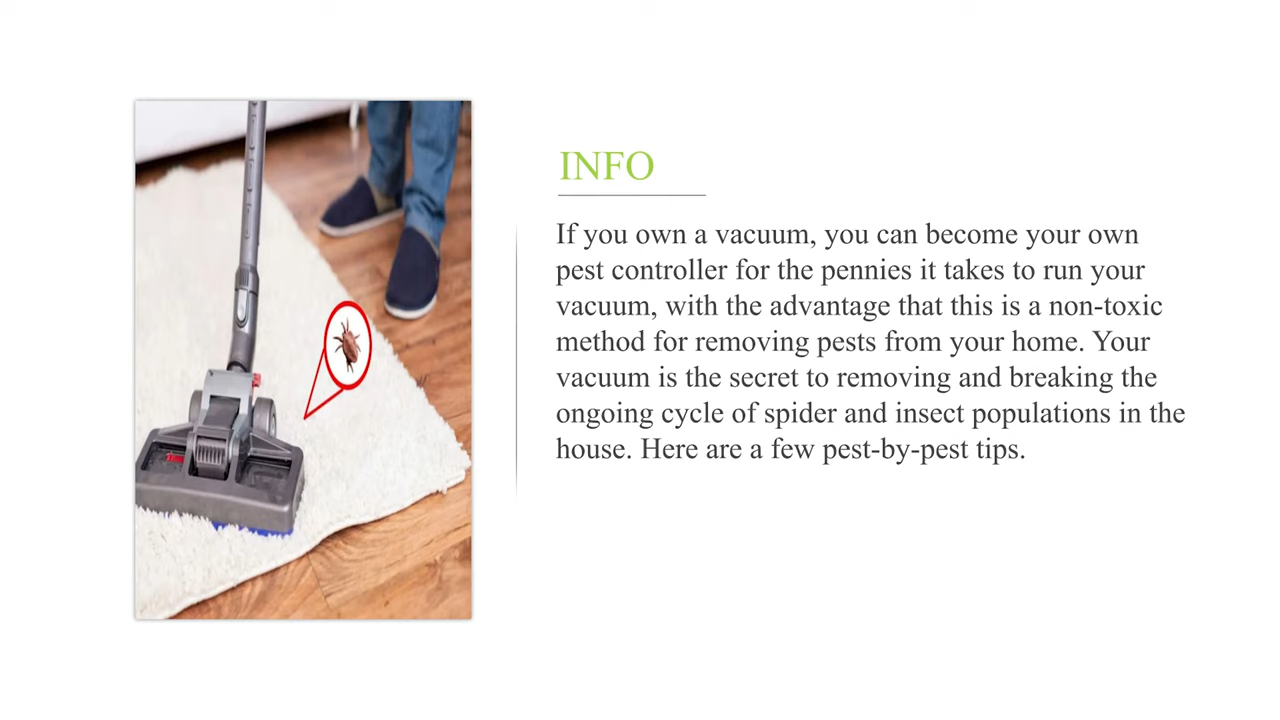 INFO
If you own a vacuum, you can become your own
pest controller for the pennies it takes to run your
vacuum, with the advantage that this is a non-toxic
method for removing pests from your home. Your
vacuum is the secret to removing and breaking the
ongoing cycle of spider and insect populations in the
house. Here are a few pest-by-pest tips.